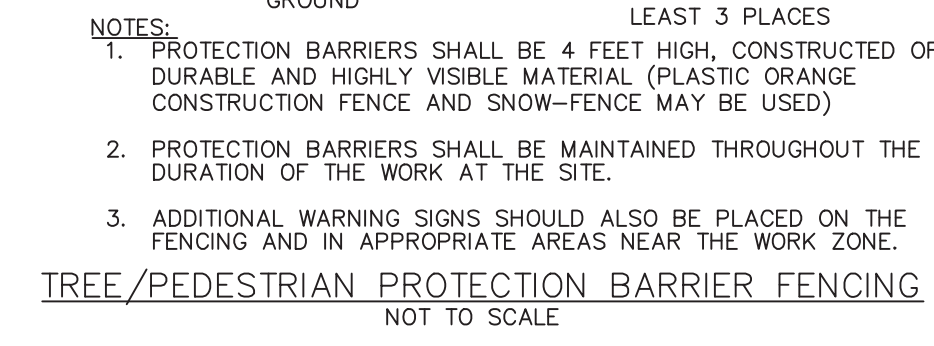 GROUND
LEAST 3 PLACES
NOTES:
1. PROTECTION BARRIERS SHALL BE 4 FEET HIGH, CONSTRUCTED OF
DURABLE AND HIGHLY VISIBLE MATERIAL (PLASTIC ORANGE
CONSTRUCTION FENCE AND SNOW-FENCE MAY BE USED)
2. PROTECTION BARRIERS SHALL BE MAINTAINED THROUGHOUT THE
DURATION OF THE WORK AT THE SITE.
3. ADDITIONAL WARNING SIGNS SHOULD ALSO BE PLACED ON THE
FENCING AND IN APPROPRIATE AREAS NEAR THE WORK ZONE.
TREE/PEDESTRIAN PROTECTION BARRIER FENCING
NOT TO SCALE